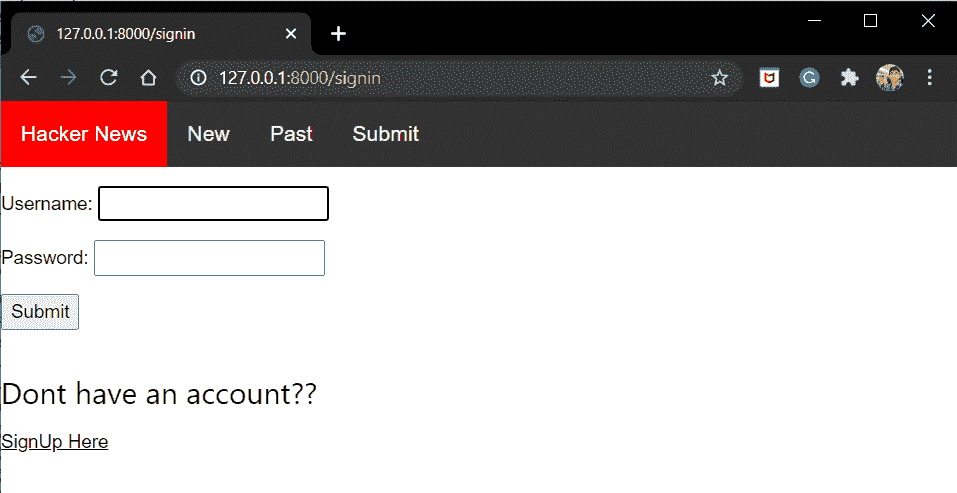 127.0.0.1:8000/signin
127.0.0.1:8000/signin
Hacker News New Past Submit
Username:
Password:
Submit
Dont have an account??
SignUp Here